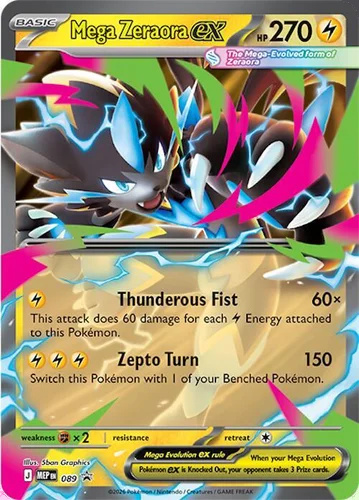 BASIC Mega Zeraora ex HP 270
The Mega-Evolved form of
Zeraora
Thunderous Fist 60×
This attack does 60 damage for each Energy attached
to this Pokémon.
Zepto Turn 150
Switch this Pokémon with 1 of your Benched Pokémon.
weakness ×2 resistance retreat
Illus. 5ban Graphics
Mega Evolution ex rule When your Mega Evolution
Pokémon ex is Knocked Out, your opponent takes 3 Prize cards.
J MEP EN 089
©2026 Pokémon / Nintendo / Creatures / GAME FREAK